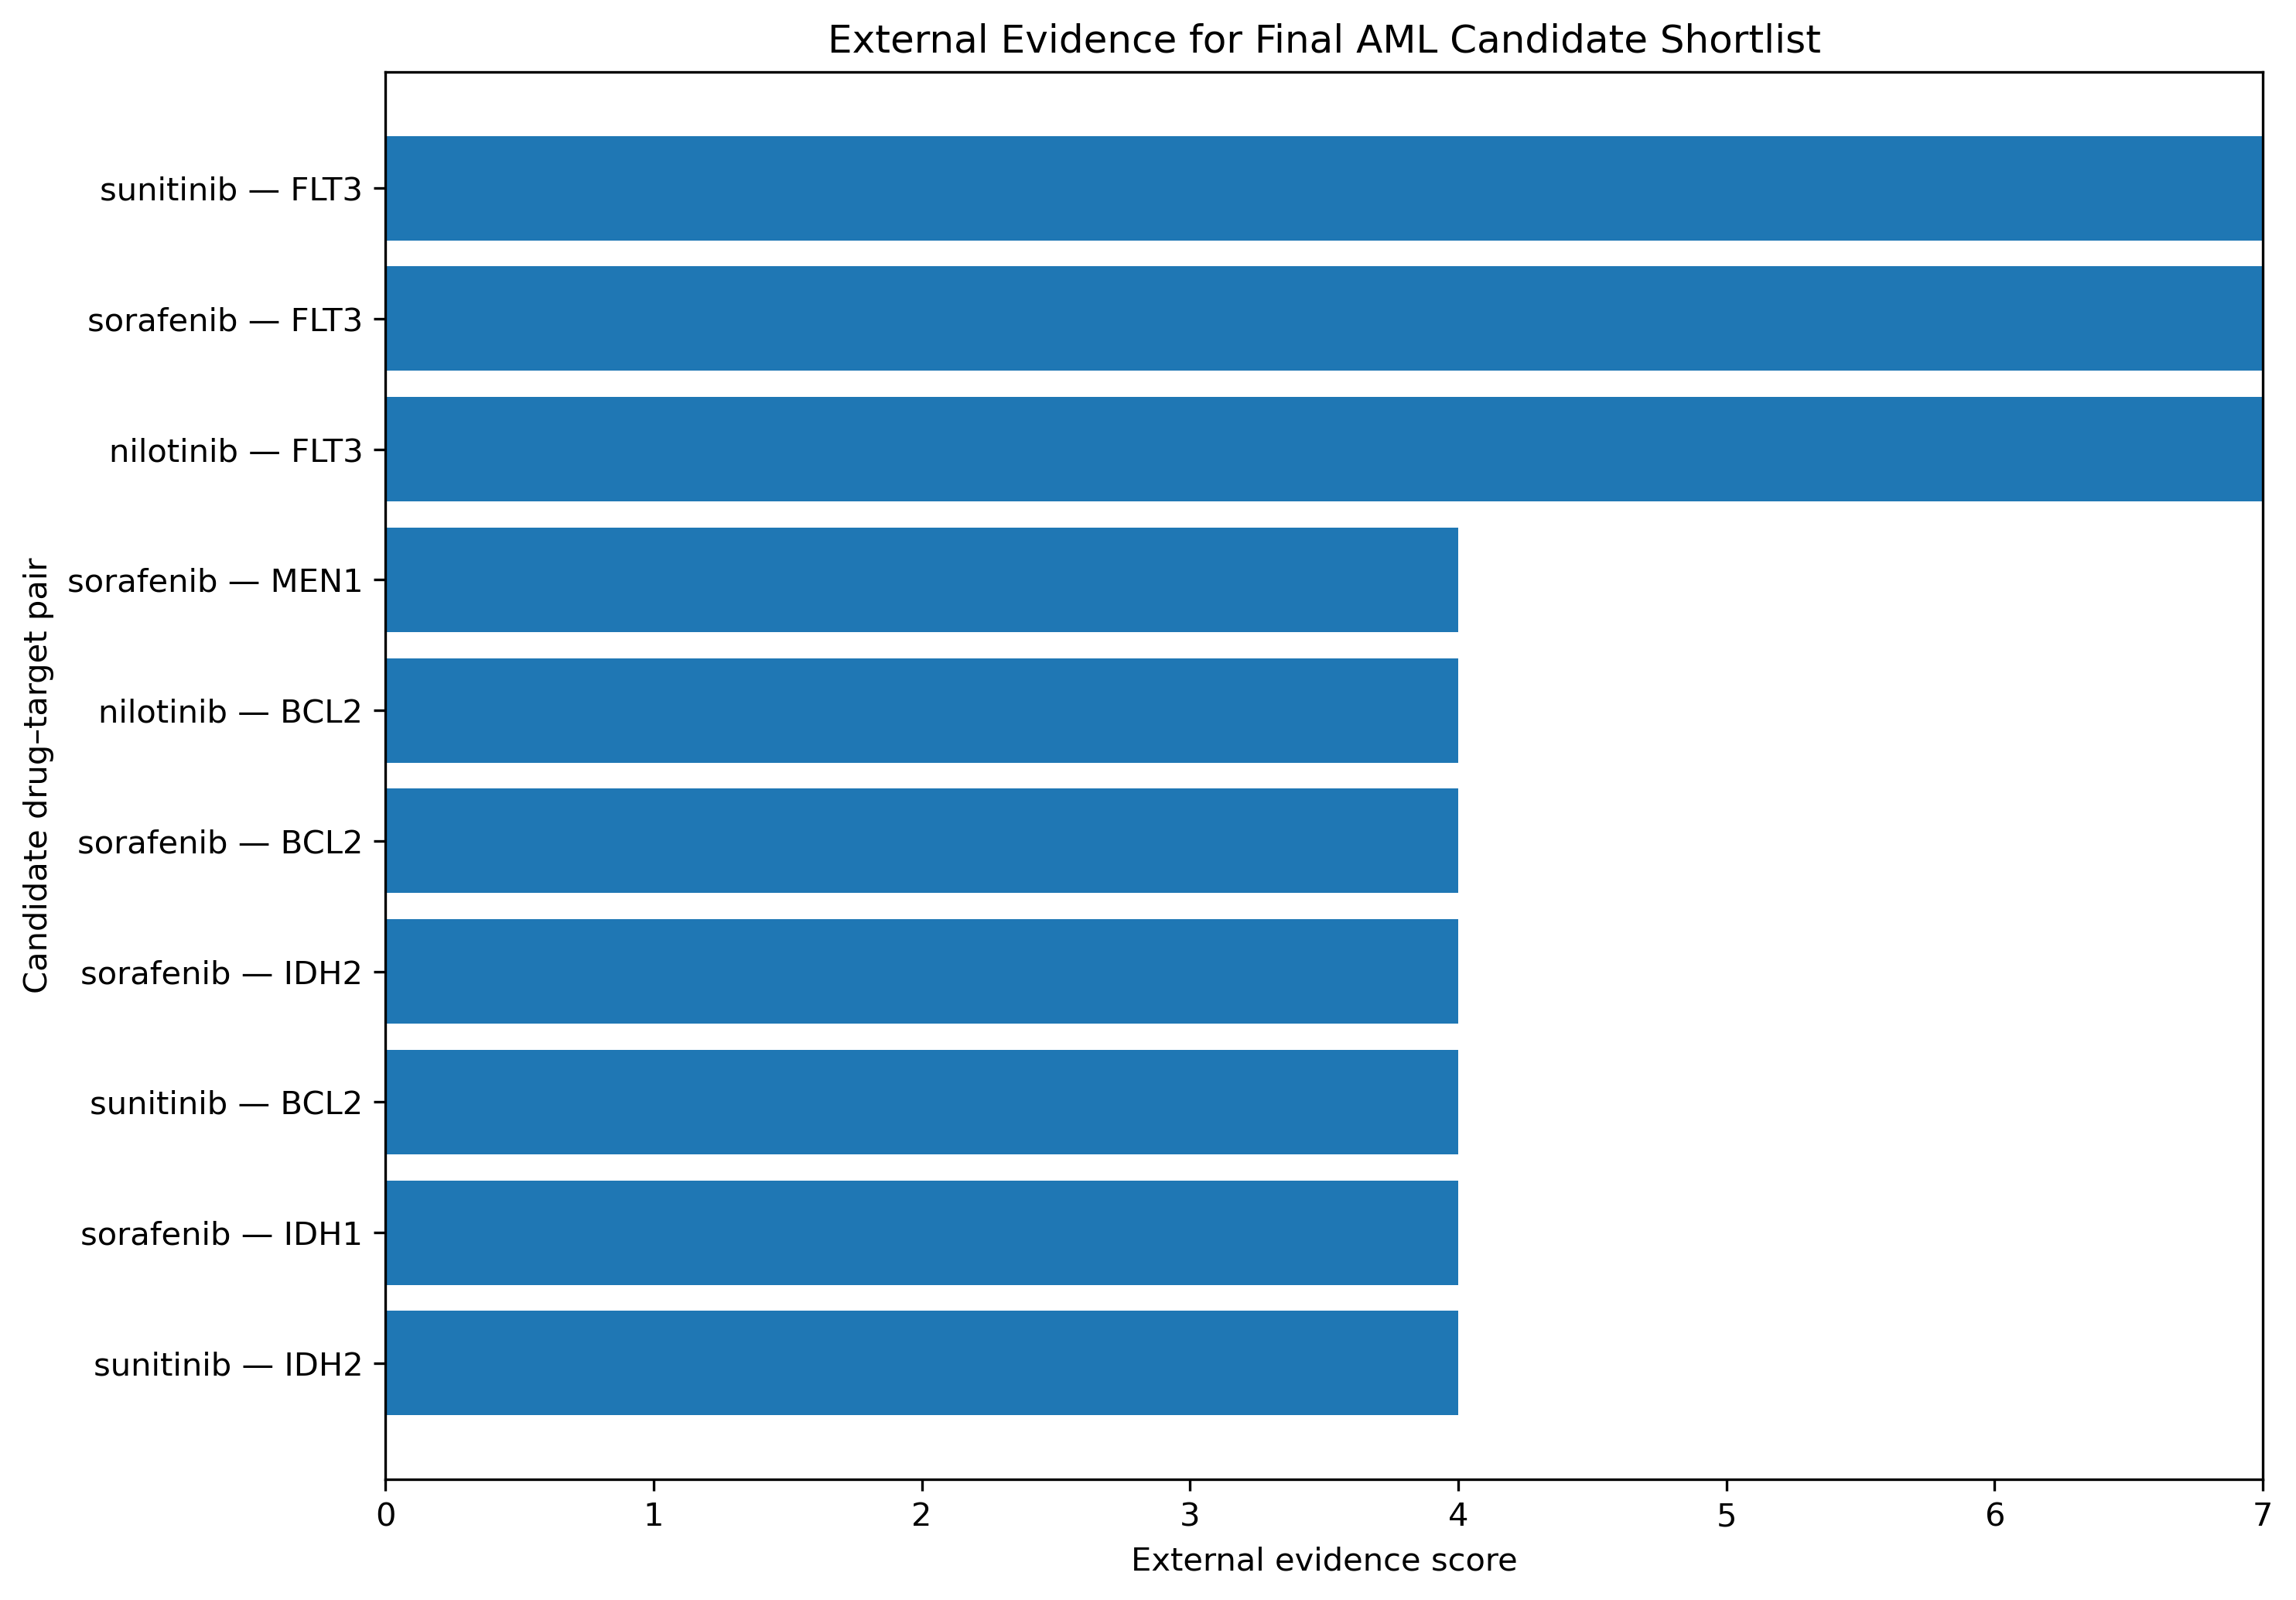 External Evidence for Final AML Candidate Shortlist
Candidate drug–target pair
sunitinib — FLT3
sorafenib — FLT3
nilotinib — FLT3
sorafenib — MEN1
nilotinib — BCL2
sorafenib — BCL2
sorafenib — IDH2
sunitinib — BCL2
sorafenib — IDH1
sunitinib — IDH2
0 1 2 3 4 5 6 7
External evidence score